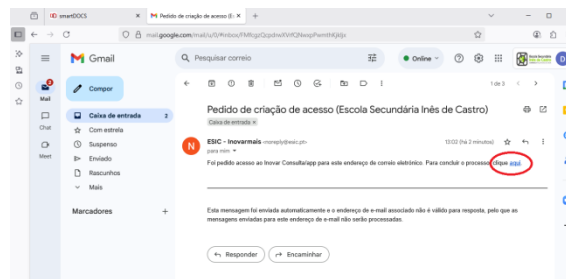 smartDOCS
Pedido de criação de acesso (E
mail.google.com/mail/u/0/#inbox/
Gmail
Pesquisar correio
Online
Mail
Chat
Meet
Compor
Caixa de entrada 2
Com estrela
Suspenso
Enviado
Rascunhos
Mais
Marcadores +
1 de 3
Pedido de criação de acesso (Escola Secundária Inês de Castro)
Caixa de entrada ×
N
ESIC - Inovarmais <noreply@esic.pt>
13:02 (há 2 minutos)
para mim
Foi pedido acesso ao Inovar Consulta/app para este endereço de correio eletrónico. Para concluir o processo, clique aqui.
Esta mensagem foi enviada automaticamente e o endereço de e-mail associado não é válido para resposta, pelo que as
mensagens enviadas para este endereço de e-mail não serão processadas.
Responder
Encaminhar